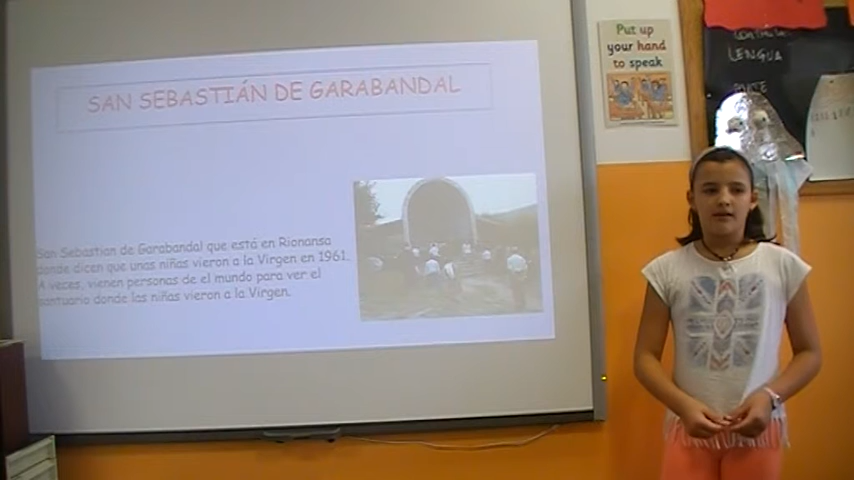 SAN SEBASTIÁN DE GARABANDAL
San Sebastian de Garabandal que está en Rionansa
donde dicen que unas niñas vieron a la Virgen en 1961.
A veces, vienen personas de el mundo para ver el
santuario donde las niñas vieron a la Virgen.
Put up
your hand
to speak
LENGUA